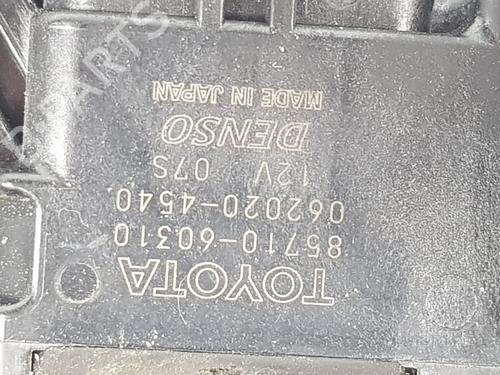 TOYOTA
85710-60310
062020-4540
12V 07S
DENSO
MADE IN JAPAN